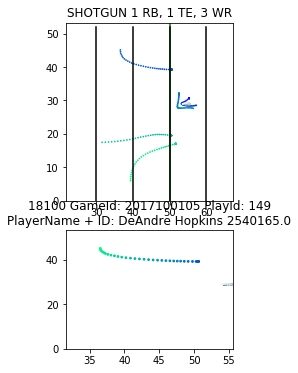 SHOTGUN 1 RB, 1 TE, 3 WR
50
40
30
20
10
0
30 40 50 60
18100 GameId: 2017100105 PlayId: 149
PlayerName + ID: DeAndre Hopkins 2540165.0
40
20
0
35 40 45 50 55